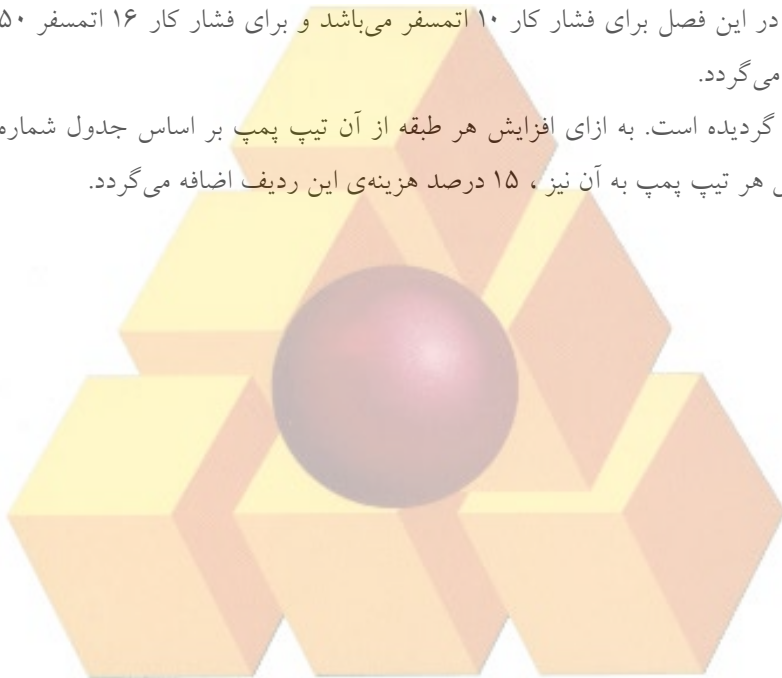 در این فصل برای فشار کار ۱۰ اتمسفر می‌باشد و برای فشار کار ۱۶ اتمسفر ۵۰
می‌گردد.
گردیده است. به ازای افزایش هر طبقه از آن تیپ پمپ بر اساس جدول شماره
هر تیپ پمپ به آن نیز ، ۱۵ درصد هزینه‌ی این ردیف اضافه می‌گردد.